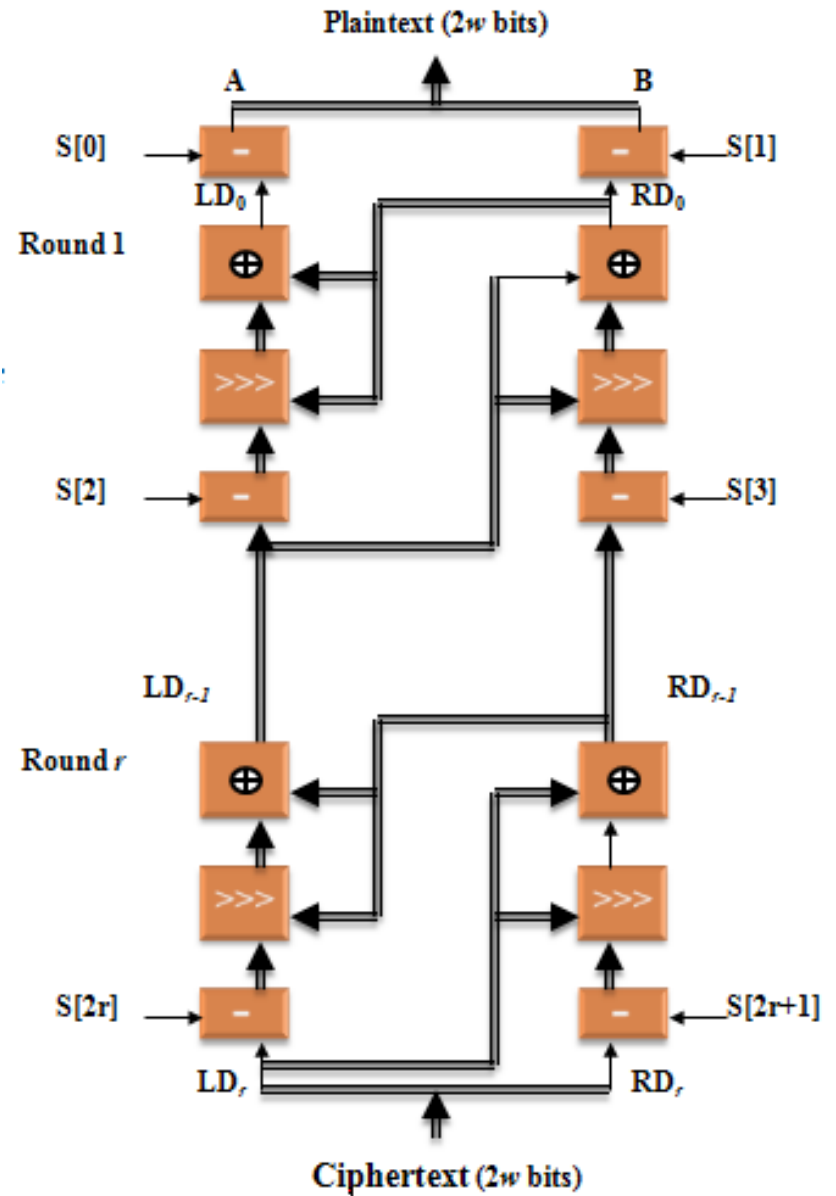 Plaintext (2w bits)
A B
S[0] - - S[1]
LD₀ RD₀
Round 1 ⊕ ⊕
>>> >>>
S[2] - - S[3]
LDᵣ₋₁ RDᵣ₋₁
Round r ⊕ ⊕
>>> >>>
S[2r] - - S[2r+1]
LDᵣ RDᵣ
Ciphertext (2w bits)